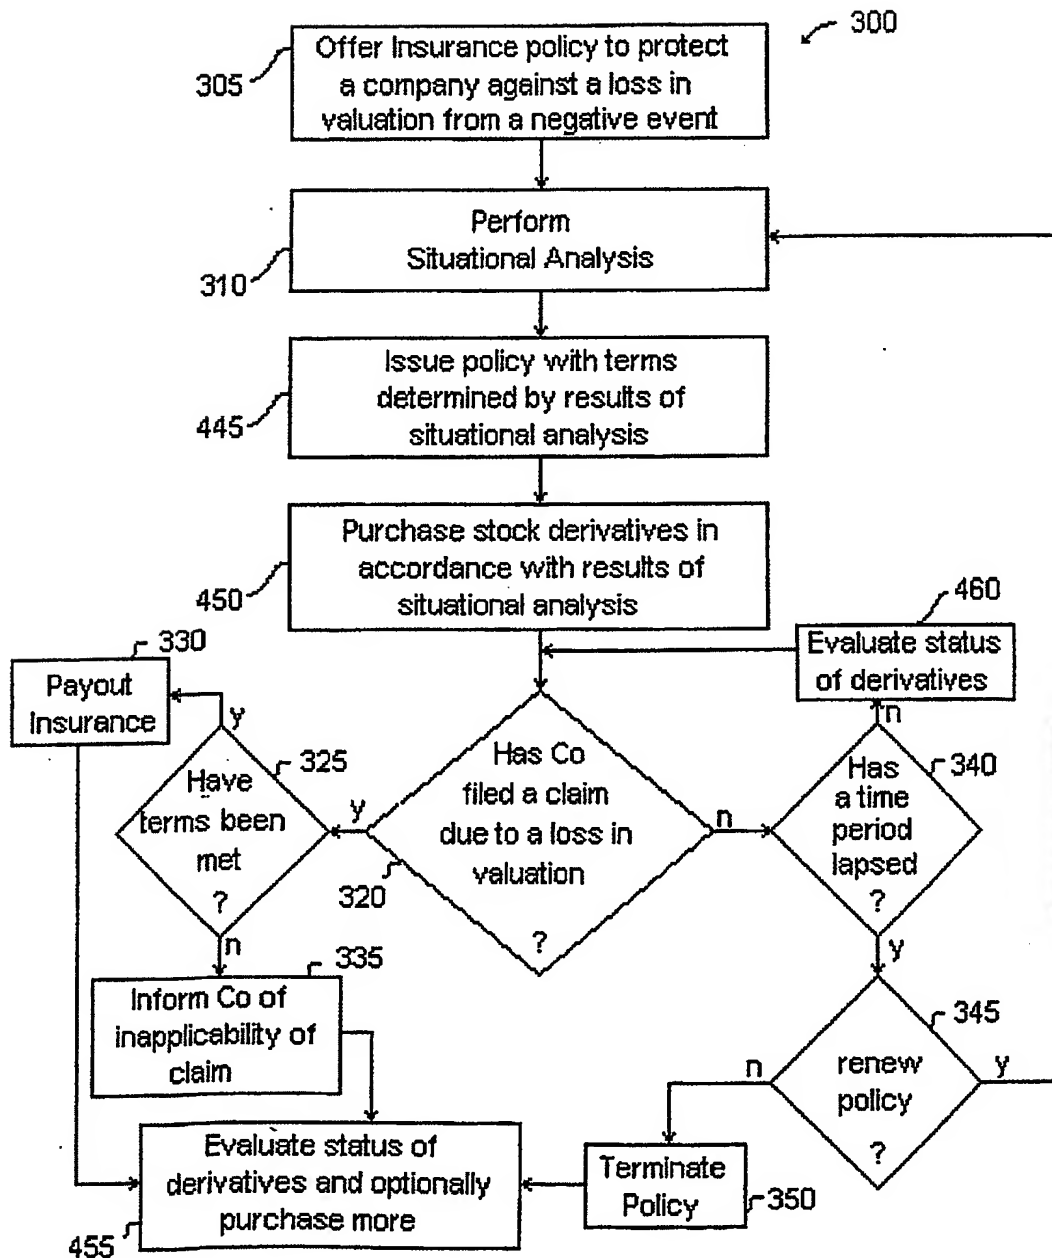 300
Offer Insurance policy to protect
a company against a loss in
valuation from a negative event
305
Perform
Situational Analysis
310
Issue policy with terms
determined by results of
situational analysis
445
Purchase stock derivatives in
accordance with results of
situational analysis
450
460
Evaluate status
of derivatives
330
Payout
Insurance
y
325
Have
terms been
met
?
n
y
Has Co
filed a claim
due to a loss in
valuation
?
320
n
n
340
Has
a time
period
lapsed
?
y
335
Inform Co of
inapplicability of
claim
345
renew
policy
?
n
y
Terminate
Policy
350
Evaluate status of
derivatives and optionally
purchase more
455